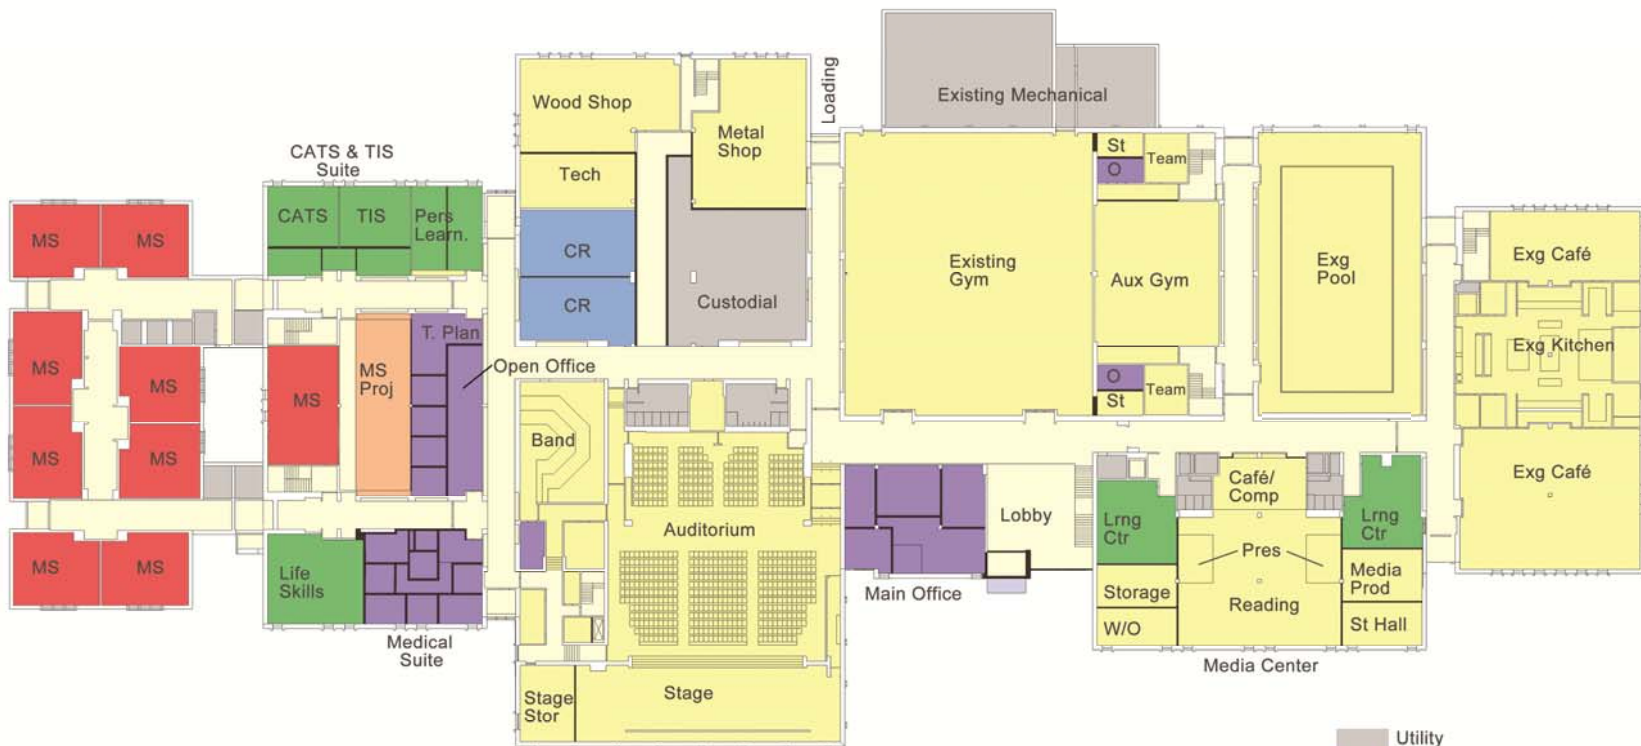 Existing Mechanical
Loading
Wood Shop
Metal
Shop
Tech
CATS & TIS
Suite
CATS
TIS
Pers
Learn.
MS
MS
CR
CR
Custodial
Existing
Gym
St
O
Team
Aux Gym
Exg
Pool
Exg Café
Exg Kitchen
Exg Café
MS
MS
MS
MS
MS
MS
Proj
T. Plan
Open Office
O
St
Team
Band
Auditorium
Lobby
Main Office
Café/
Comp
Lrng
Ctr
Lrng
Ctr
Pres
Storage
W/O
Reading
Media
Prod
St Hall
Media Center
MS
MS
Life
Skills
Medical
Suite
Stage
Stor
Stage
Utility